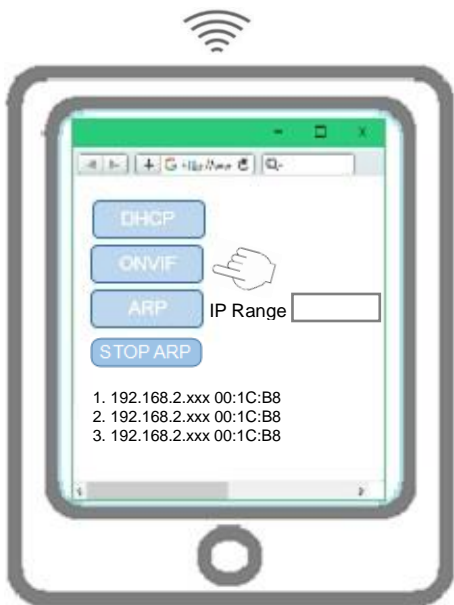 DHCP
ONVIF
ARP
IP Range
STOP ARP
1. 192.168.2.xxx 00:1C:B8
2. 192.168.2.xxx 00:1C:B8
3. 192.168.2.xxx 00:1C:B8